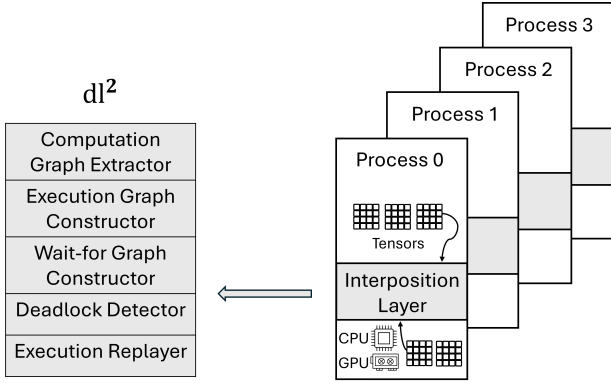 dl²
Computation
Graph Extractor
Execution Graph
Constructor
Wait-for Graph
Constructor
Deadlock Detector
Execution Replayer
Process 3
Process 2
Process 1
Process 0
Tensors
Interposition
Layer
CPU
GPU